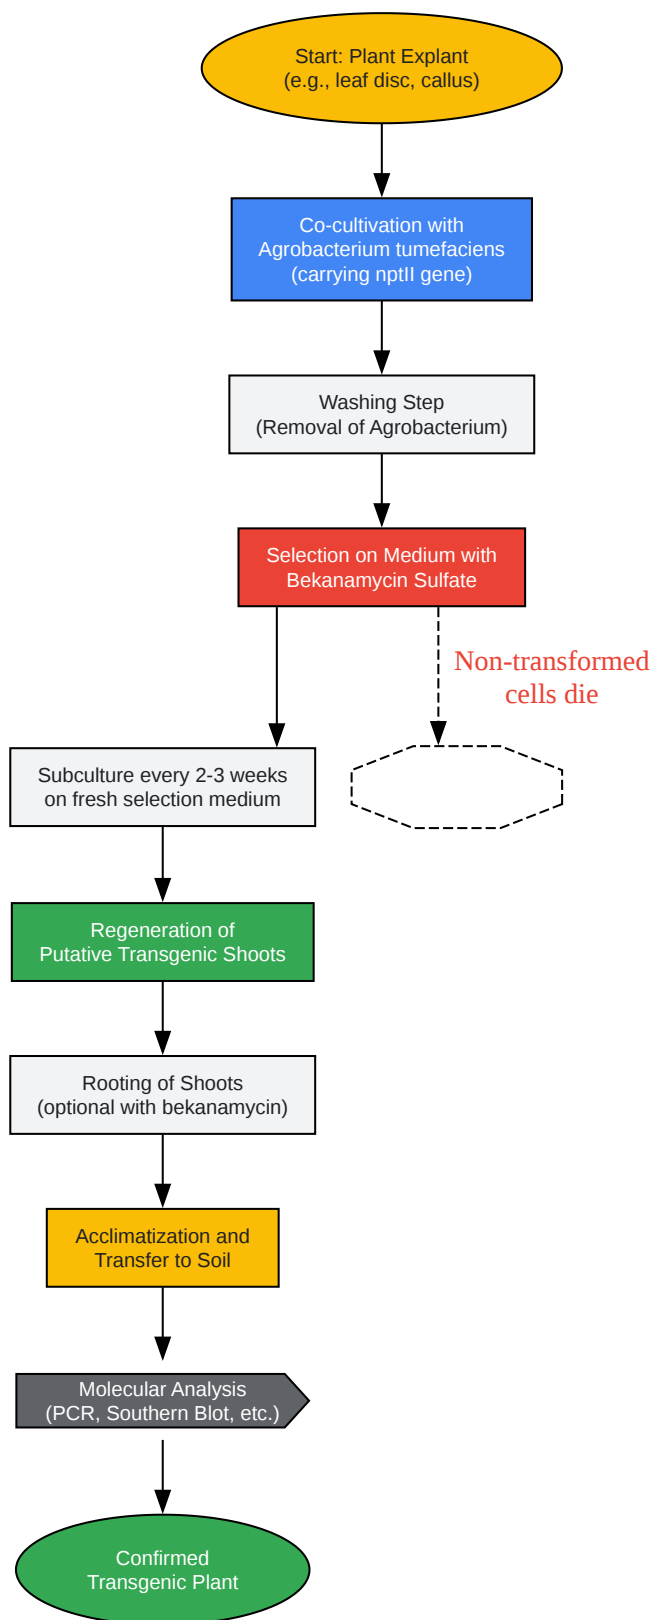 Start: Plant Explant
(e.g., leaf disc, callus)
Co-cultivation with
Agrobacterium tumefaciens
(carrying nptII gene)
Washing Step
(Removal of Agrobacterium)
Selection on Medium with
Bekanamycin Sulfate
Non-transformed
cells die
Subculture every 2-3 weeks
on fresh selection medium
Regeneration of
Putative Transgenic Shoots
Rooting of Shoots
(optional with bekanamycin)
Acclimatization and
Transfer to Soil
Molecular Analysis
(PCR, Southern Blot, etc.)
Confirmed
Transgenic Plant